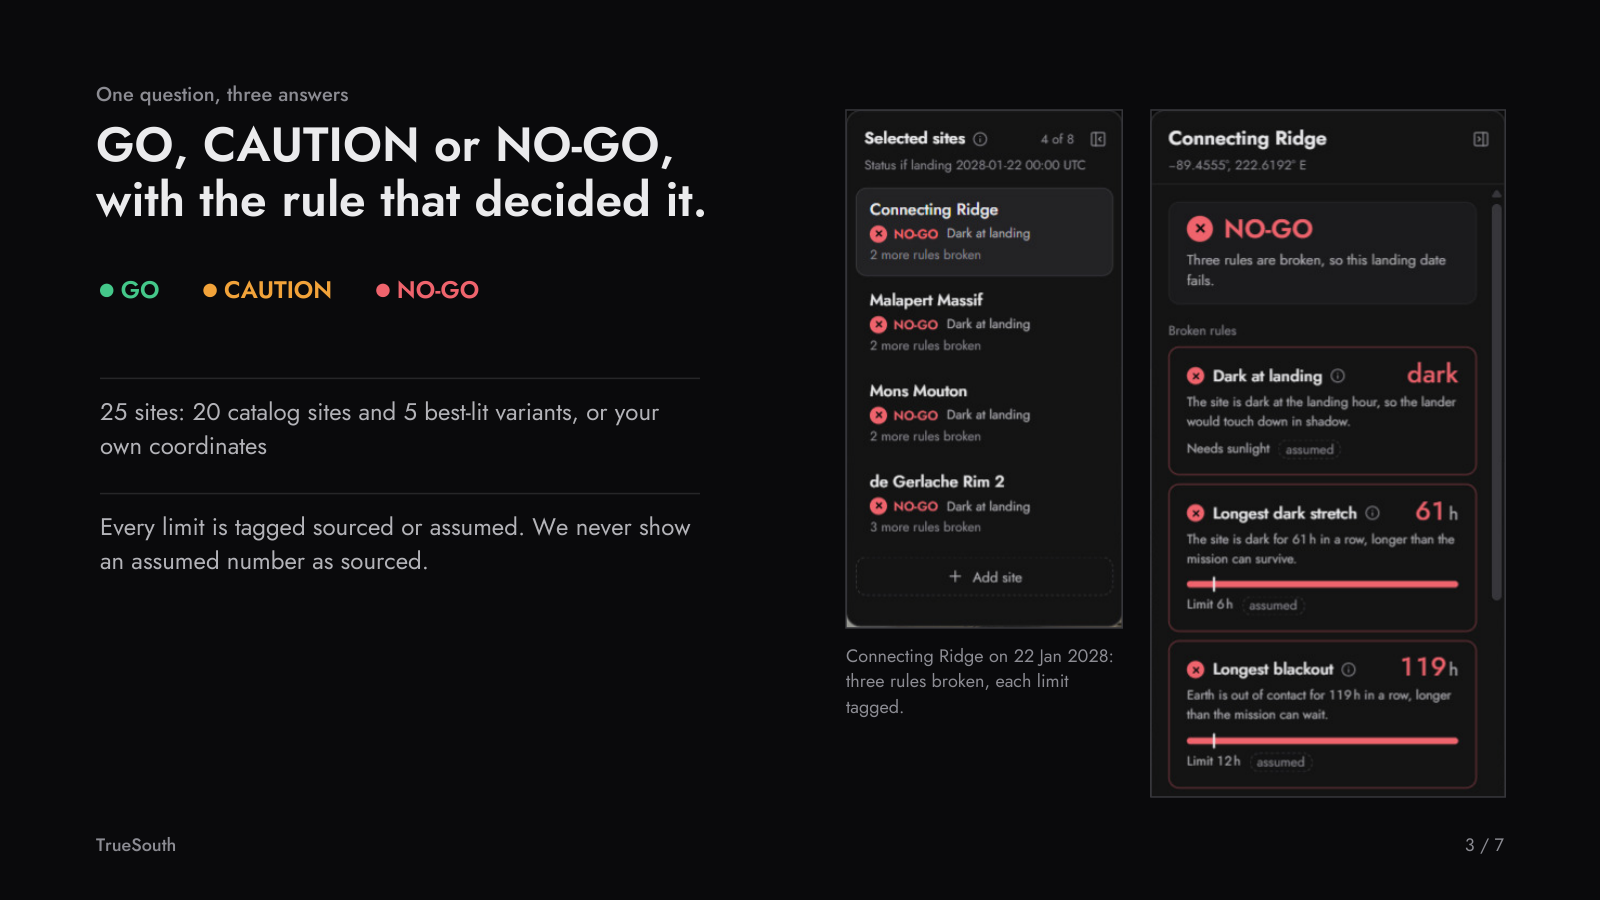 One question, three answers
GO, CAUTION or NO-GO,
with the rule that decided it.
GO
CAUTION
NO-GO
25 sites: 20 catalog sites and 5 best-lit variants, or your
own coordinates
Every limit is tagged sourced or assumed. We never show
an assumed number as sourced.
Selected sites
4 of 8
Status if landing 2028-01-22 00:00 UTC
Connecting Ridge
NO-GO Dark at landing
2 more rules broken
Malapert Massif
NO-GO Dark at landing
2 more rules broken
Mons Mouton
NO-GO Dark at landing
2 more rules broken
de Gerlache Rim 2
NO-GO Dark at landing
3 more rules broken
+ Add site
Connecting Ridge on 22 Jan 2028:
three rules broken, each limit
tagged.
Connecting Ridge
−89.4555°, 222.6192° E
NO-GO
Three rules are broken, so this landing date
fails.
Broken rules
Dark at landing
dark
The site is dark at the landing hour, so the lander
would touch down in shadow.
Needs sunlight assumed
Longest dark stretch
61 h
The site is dark for 61 h in a row, longer than the
mission can survive.
Limit 6 h assumed
Longest blackout
119 h
Earth is out of contact for 119 h in a row, longer
than the mission can wait.
Limit 12 h assumed
TrueSouth
3 / 7